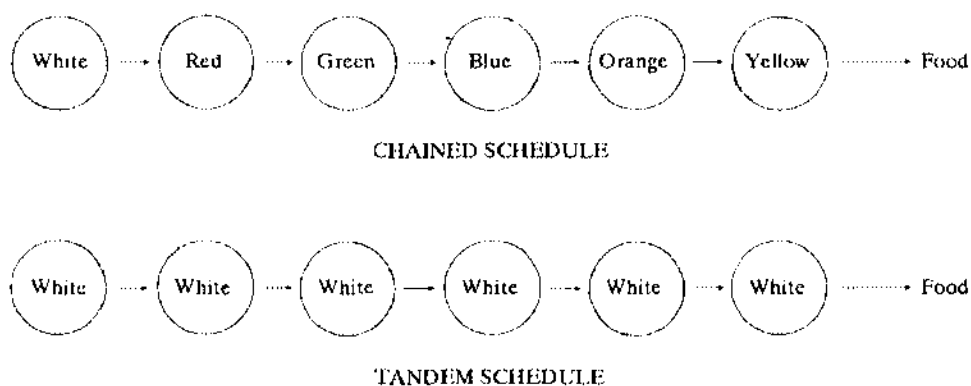 White Red Green Blue Orange Yellow Food
CHAINED SCHEDULE
White White White White White White Food
TANDEM SCHEDULE